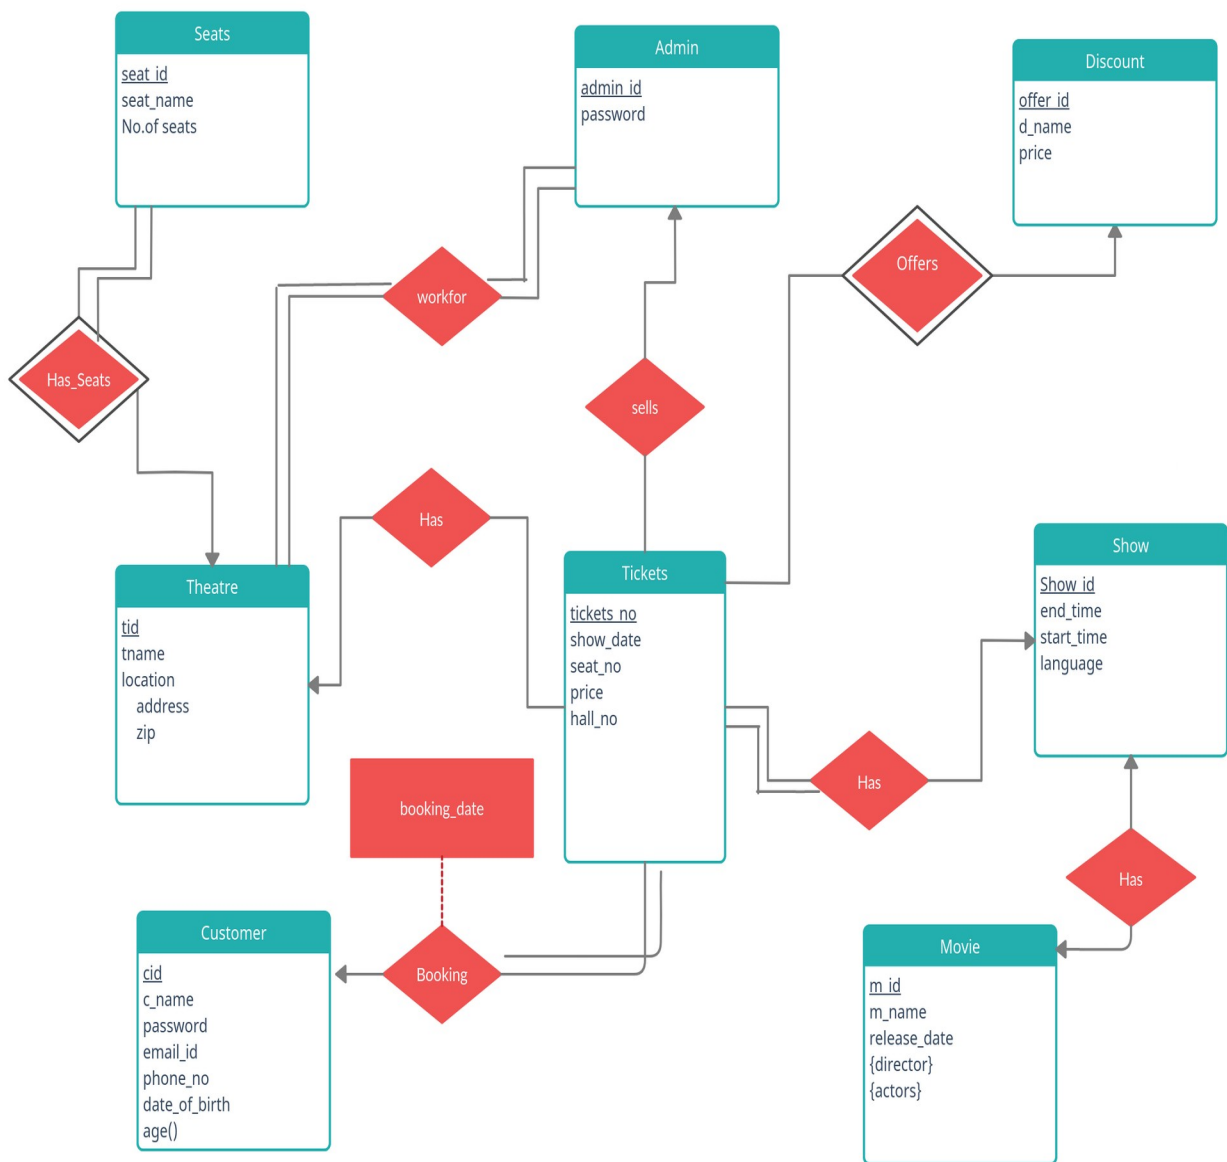 Seats
seat_id
seat_name
No.of seats
Admin
admin_id
password
Discount
offer_id
d_name
price
Offers
workfor
Has_Seats
sells
Has
Theatre
tid
tname
location
address
zip
Tickets
tickets_no
show_date
seat_no
price
hall_no
Show
Show_id
end_time
start_time
language
Has
booking_date
Has
Customer
cid
c_name
password
email_id
phone_no
date_of_birth
age()
Booking
Movie
m_id
m_name
release_date
{director}
{actors}